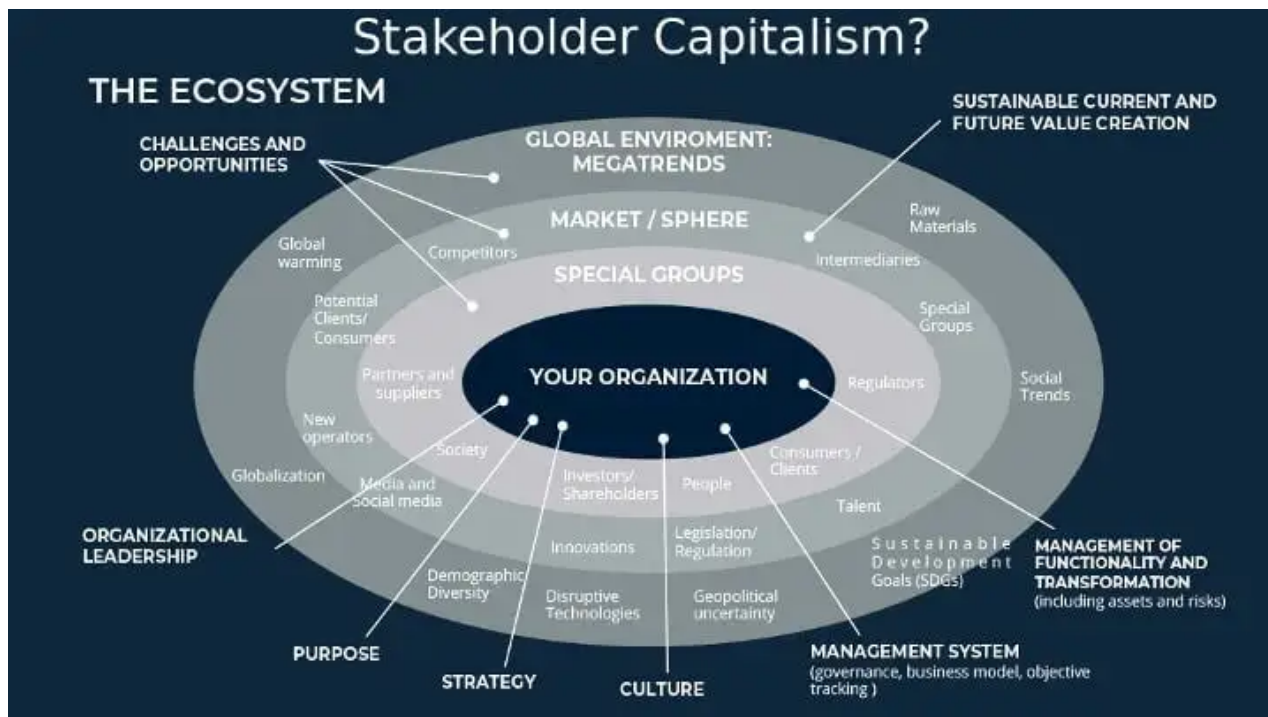 Stakeholder Capitalism?
THE ECOSYSTEM
SUSTAINABLE CURRENT AND
FUTURE VALUE CREATION
CHALLENGES AND
OPPORTUNITIES
GLOBAL ENVIROMENT:
MEGATRENDS
MARKET / SPHERE
Raw
Materials
Global
warming
Competitors
Intermediaries
SPECIAL GROUPS
Potential
Clients/
Consumers
Special
Groups
YOUR ORGANIZATION
Partners and
suppliers
Regulators
Social
Trends
New
operators
Society
Consumers /
Clients
Globalization
Media and
Social media
Investors/
Shareholders
People
Talent
ORGANIZATIONAL
LEADERSHIP
Innovations
Legislation/
Regulation
Sustainable
Development
Goals (SDGs)
MANAGEMENT OF
FUNCTIONALITY AND
TRANSFORMATION
(including assets and risks)
Demographic
Diversity
Disruptive
Technologies
Geopolitical
uncertainty
PURPOSE
STRATEGY
CULTURE
MANAGEMENT SYSTEM
(governance, business model, objective
tracking )